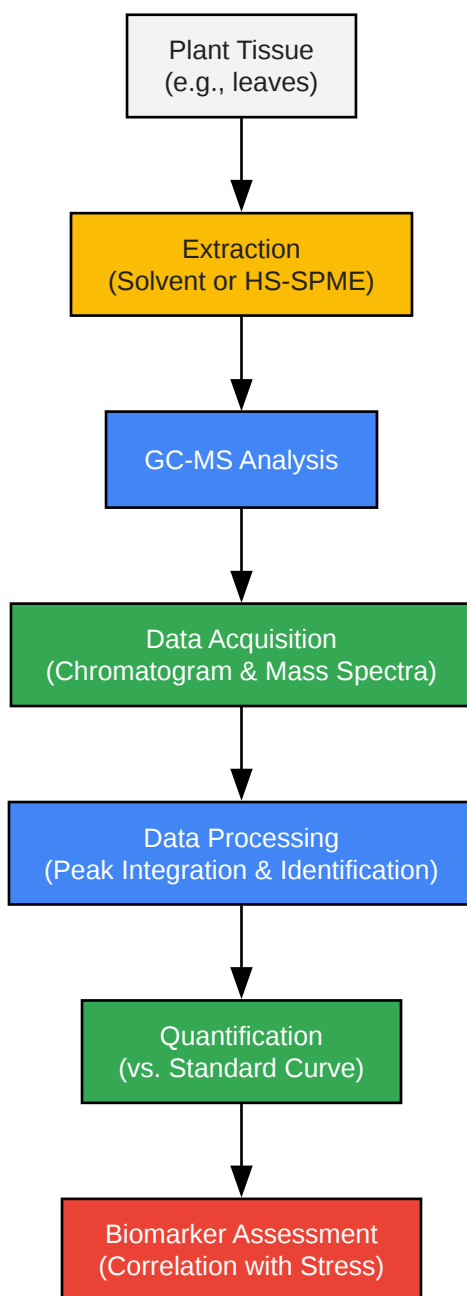 Plant Tissue
(e.g., leaves)
Extraction
(Solvent or HS-SPME)
GC-MS Analysis
Data Acquisition
(Chromatogram & Mass Spectra)
Data Processing
(Peak Integration & Identification)
Quantification
(vs. Standard Curve)
Biomarker Assessment
(Correlation with Stress)